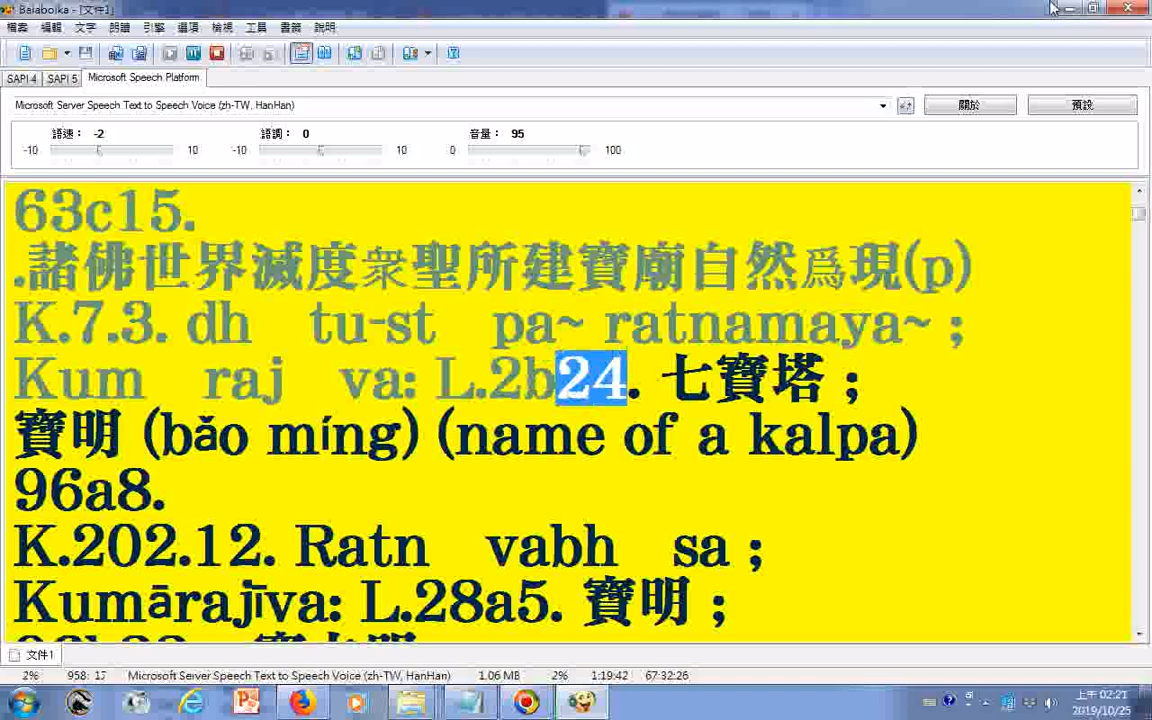 Balabolka - [文件1]
檔案 編輯 文字 朗讀 引擎 選項 檢視 工具 書籤 說明
SAPI 4 SAPI 5 Microsoft Speech Platform
Microsoft Server Speech Text to Speech Voice (zh-TW, HanHan) 關於 預設
語速: -2 語調: 0 音量: 95
-10 10 -10 10 0 100
63c15.
.諸佛世界滅度衆聖所建寶廟自然爲現(p)
K.7.3. dh tu-st pa~ ratnamaya~ ;
Kum raj va: L.2b24. 七寶塔 ;
寶明 (bǎo míng) (name of a kalpa)
96a8.
K.202.12. Ratn vabh sa ;
Kumārajīva: L.28a5. 寶明 ;
文件1
2% 958: 17 Microsoft Server Speech Text to Speech Voice (zh-TW, HanHan) 1.06 MB 2% 1:19:42 67:32:26
上午 02:21
2019/10/25